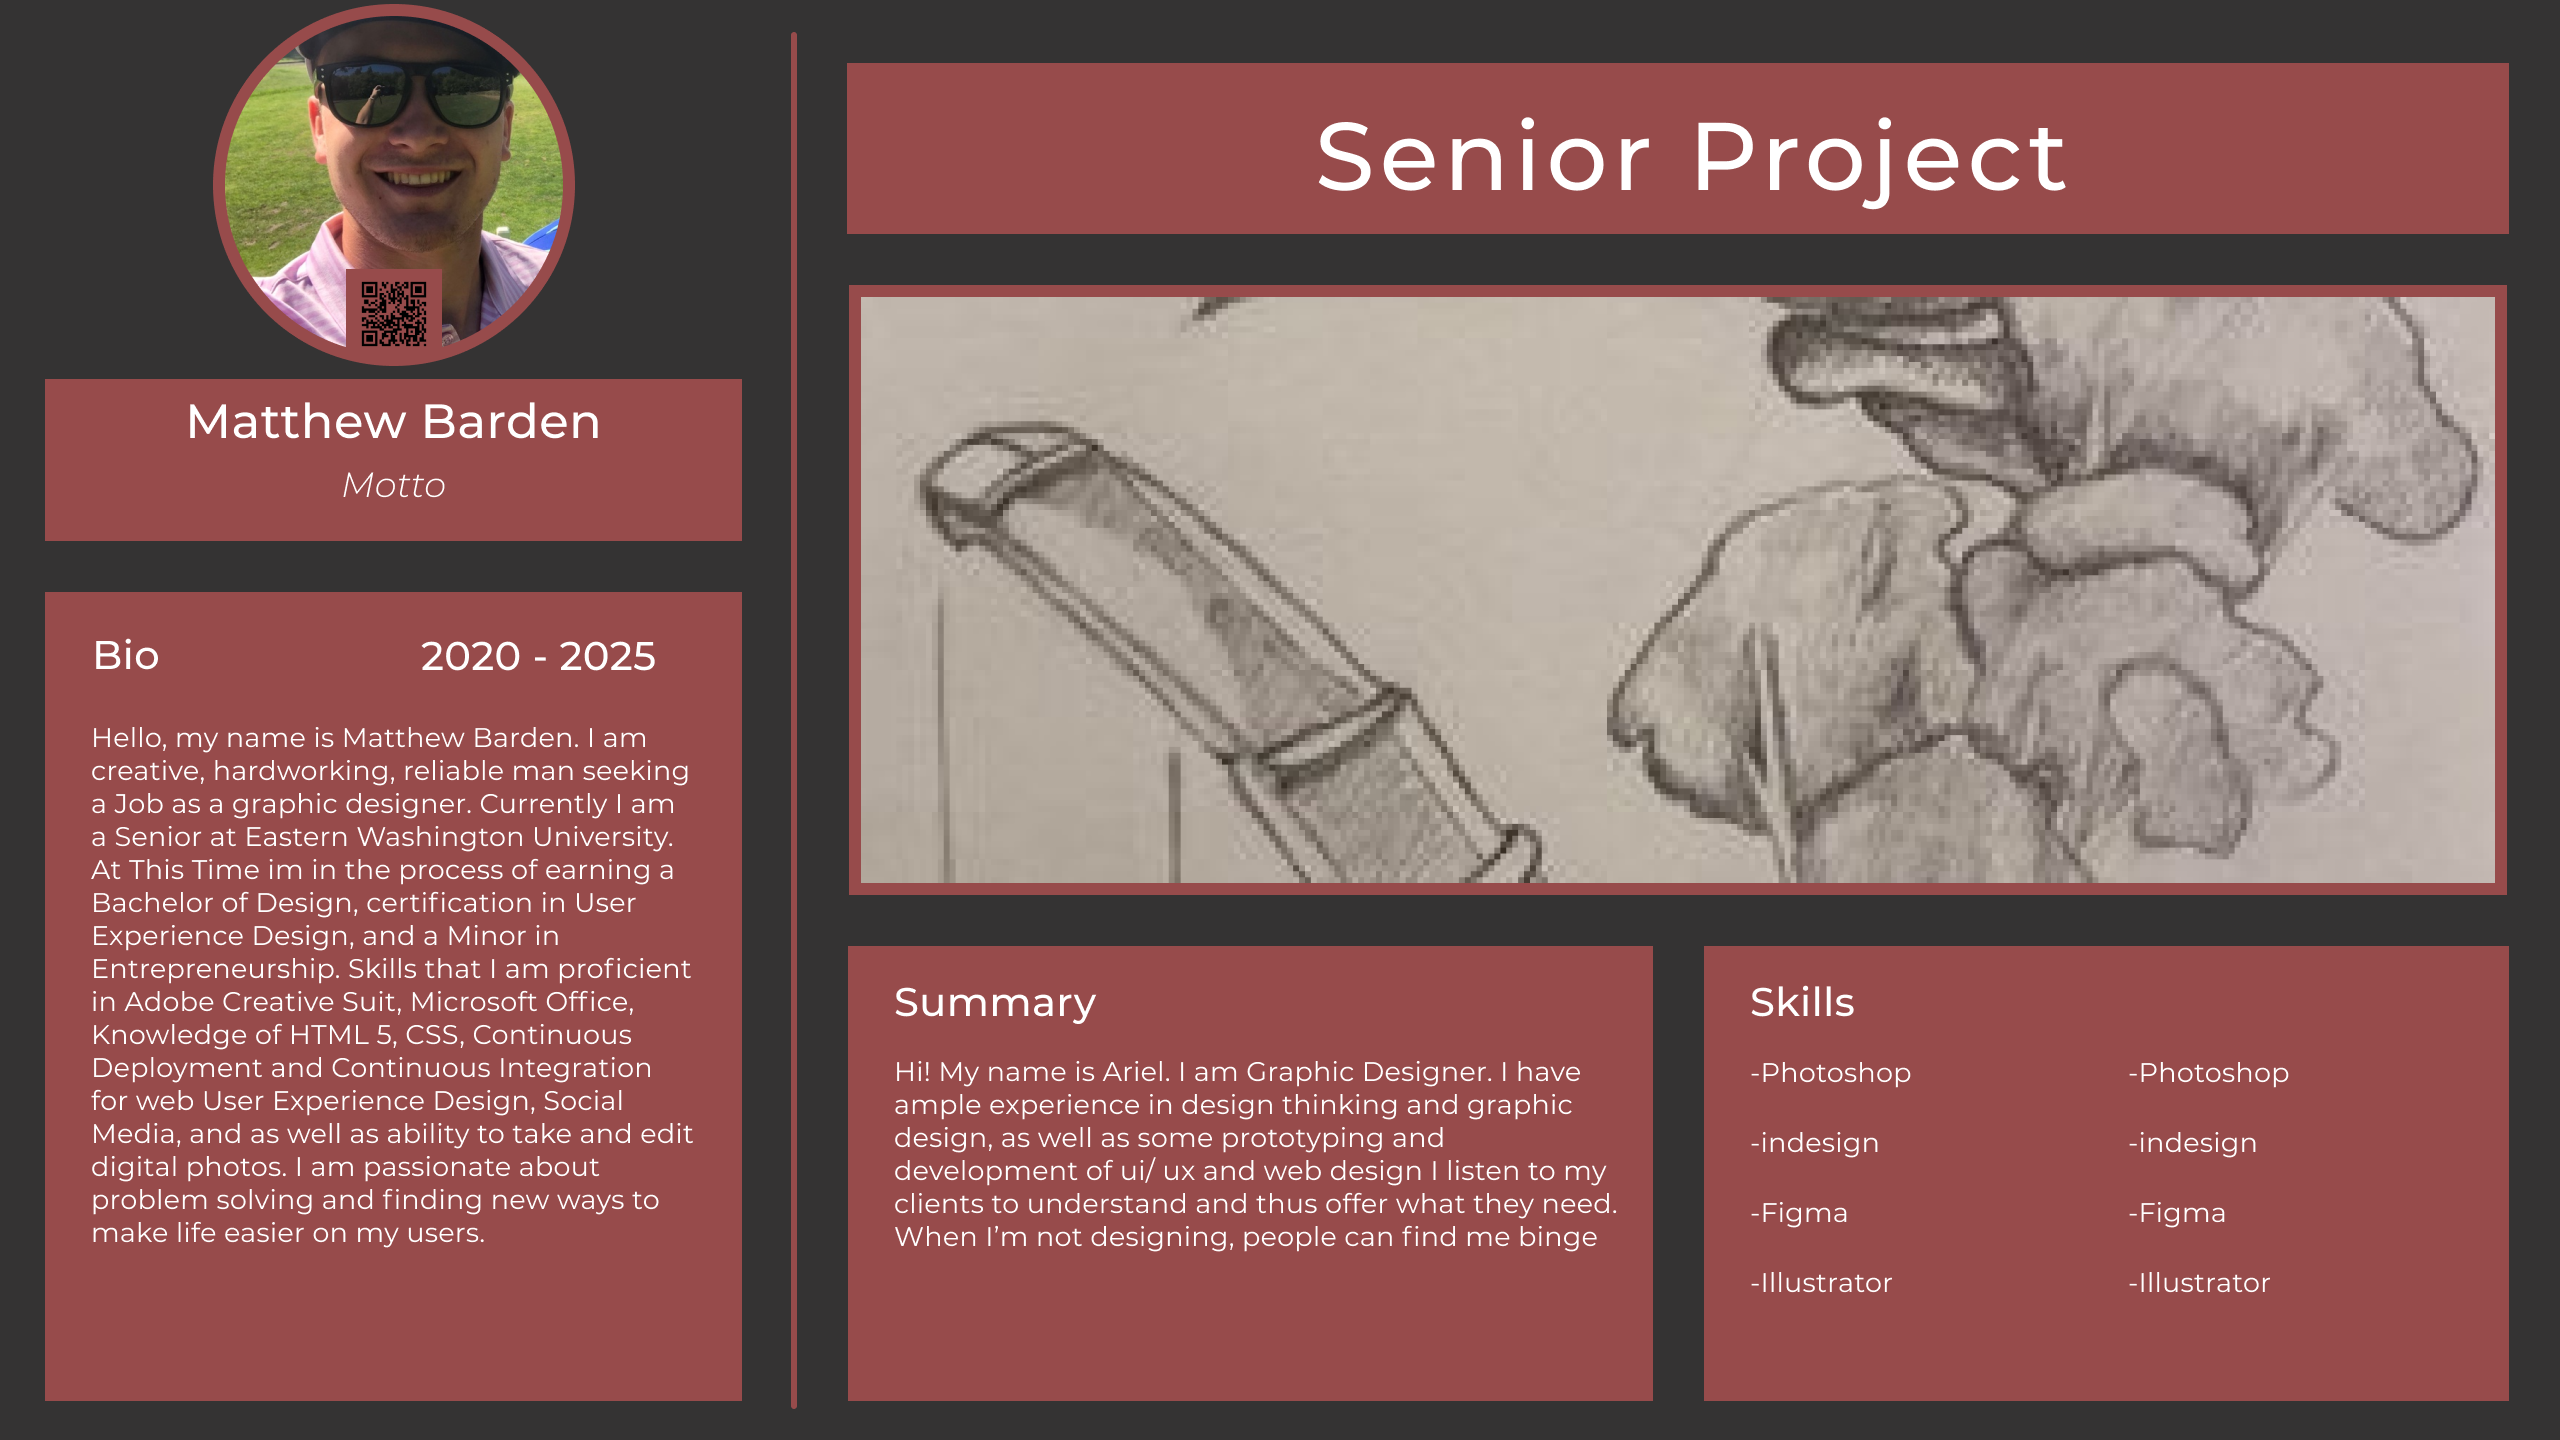 Matthew Barden
Motto
Bio
2020 - 2025
Hello, my name is Matthew Barden. I am
creative, hardworking, reliable man seeking
a Job as a graphic designer. Currently I am
a Senior at Eastern Washington University.
At This Time im in the process of earning a
Bachelor of Design, certification in User
Experience Design, and a Minor in
Entrepreneurship. Skills that I am proficient
in Adobe Creative Suit, Microsoft Office,
Knowledge of HTML 5, CSS, Continuous
Deployment and Continuous Integration
for web User Experience Design, Social
Media, and as well as ability to take and edit
digital photos. I am passionate about
problem solving and finding new ways to
make life easier on my users.
Senior Project
Summary
Hi! My name is Ariel. I am Graphic Designer. I have
ample experience in design thinking and graphic
design, as well as some prototyping and
development of ui/ ux and web design I listen to my
clients to understand and thus offer what they need.
When I’m not designing, people can find me binge
Skills
-Photoshop
-indesign
-Figma
-Illustrator
-Photoshop
-indesign
-Figma
-Illustrator